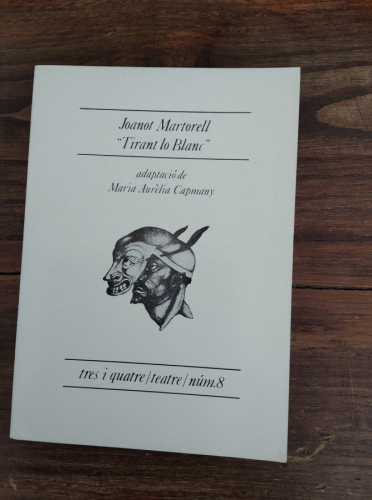 Joanot Martorell
"Tirant lo Blanc"
adaptació de
Maria Aurèlia Capmany
tres i quatre/teatre/núm.8